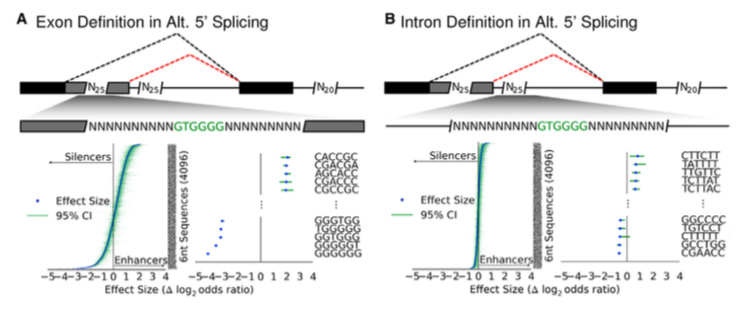 A Exon Definition in Alt. 5' Splicing
N25 N25 N20
NNNNNNNNNNNGTGGGGNNNNNNNNNN
Silencers
Effect Size
95% CI
Enhancers
6nt Sequences (4096)
CACCGC
CGACGA
AGCACC
CGACCC
CGCCGC
⋮ ⋮
GGGTGG
TGGGGG
GGTGGG
GGGGGT
GGGGGG
−5−4−3−2−1 0 1 2 3 4
−5−4−3−2−1 0 1 2 3 4
Effect Size (Δ log2 odds ratio)
B Intron Definition in Alt. 5' Splicing
N25 N25 N20
NNNNNNNNNNNGTGGGGNNNNNNNNNN
Silencers
Effect Size
95% CI
Enhancers
6nt Sequences (4096)
CTTCTT
TATTTT
TTGTTC
TCTTAT
TCTTAC
⋮ ⋮
GGCCCC
TGTCCT
CTTTTT
GCCTGG
CGAACC
−5−4−3−2−1 0 1 2 3 4
−5−4−3−2−1 0 1 2 3 4
Effect Size (Δ log2 odds ratio)